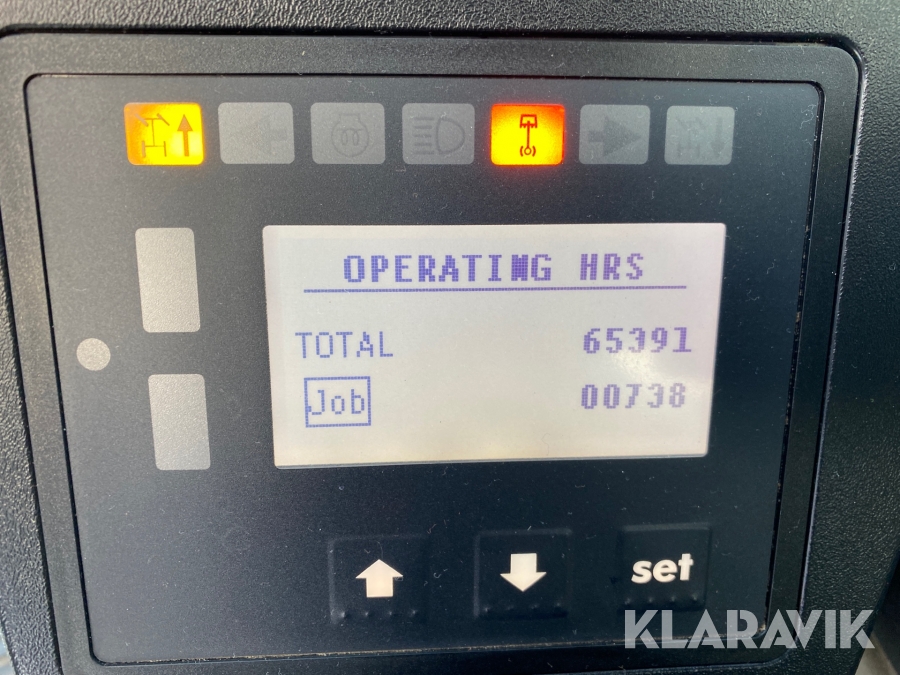 OPERATING HRS
TOTAL 65391
Job 00738
set
KLARAVIK